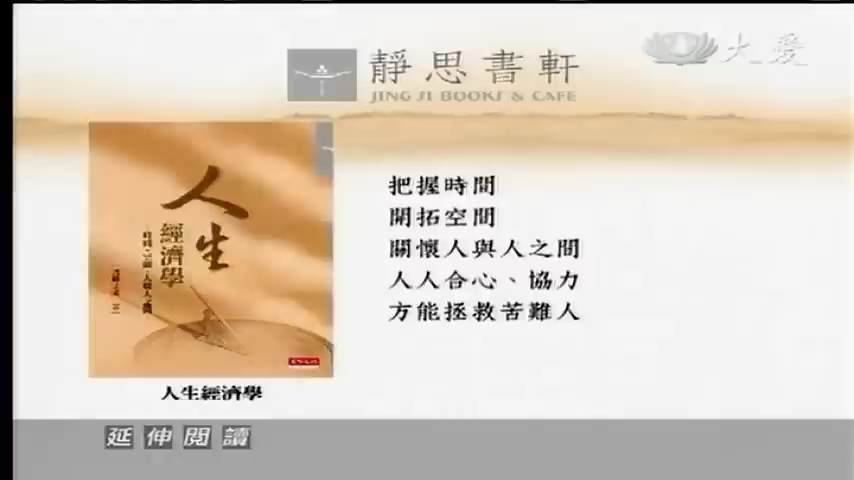 靜思書軒
JING SI BOOKS & CAFE
大愛
人生
經濟學
把握時間
開拓空間
關懷人與人之間
人人合心、協力
方能拯救苦難人
人生經濟學
延伸閱讀